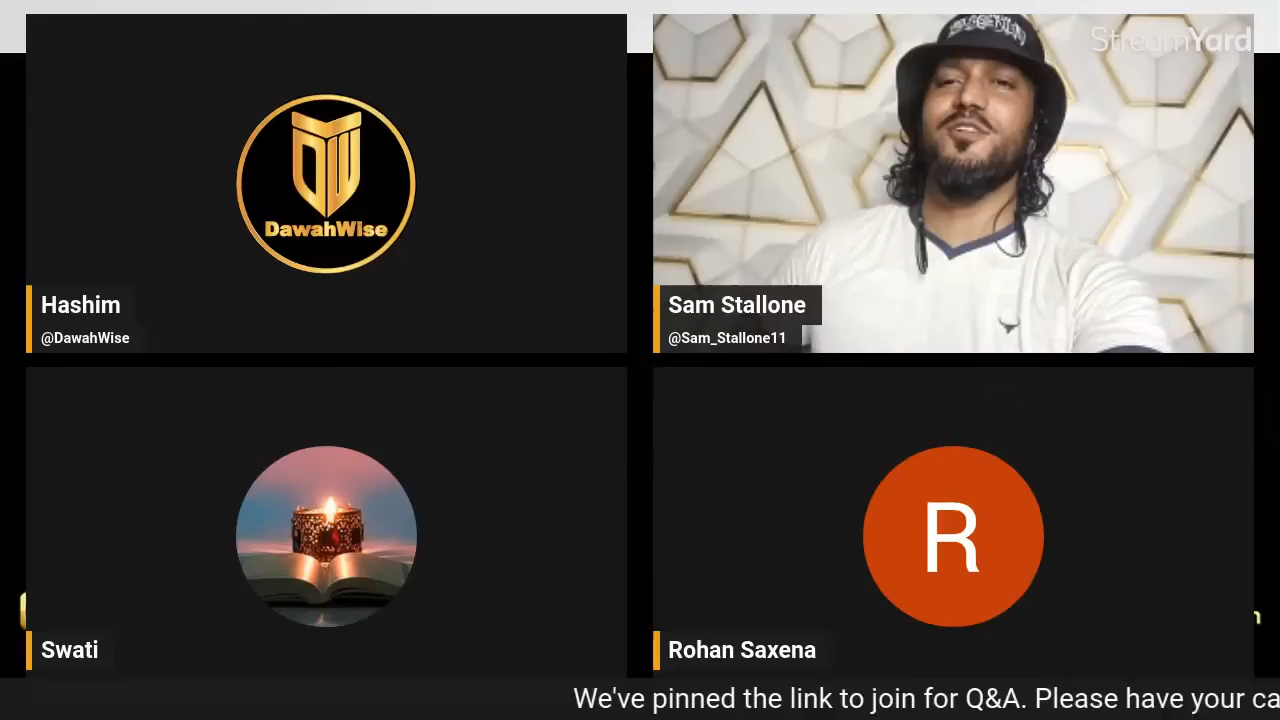 StreamYard
DW
DawahWise
Hashim
@DawahWise
Sam Stallone
@Sam_Stallone11
R
Swati
Rohan Saxena
We've pinned the link to join for Q&A. Please have your ca